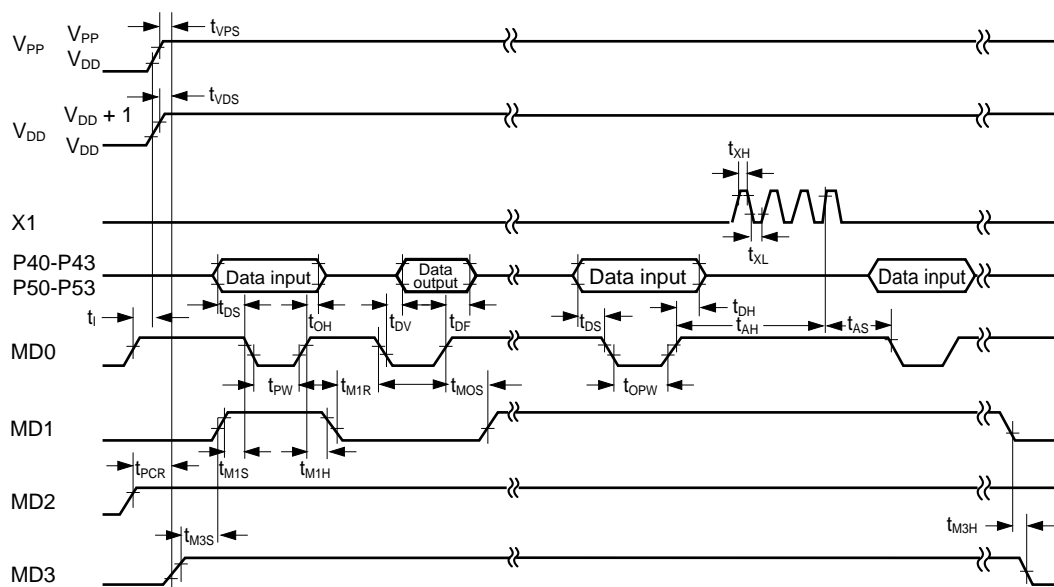 tVPS
VPP VPP
VDD
tVDS
VDD + 1
VDD VDD
tXH
X1
tXL
P40-P43
P50-P53
Data input
Data output
Data input
Data input
tDS tOH tDV tDF tDS tDH
tI tAH tAS
MD0
tPW tM1R tMOS tOPW
MD1
tPCR tM1S tM1H
MD2
tM3S tM3H
MD3